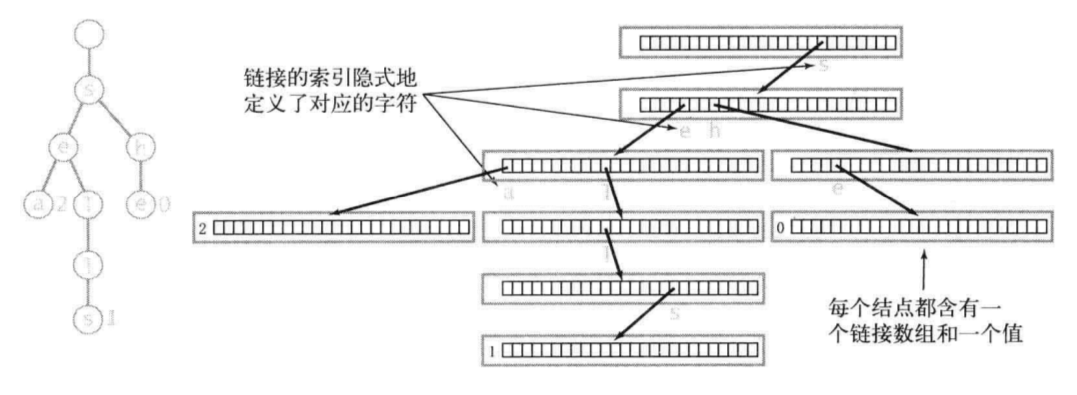 s
e
h
a 2
l
e 0
l
s 1
链接的索引隐式地
定义了对应的字符
s
e h
a
l
e
2
0
l
s
1
每个结点都含有一
个链接数组和一个值